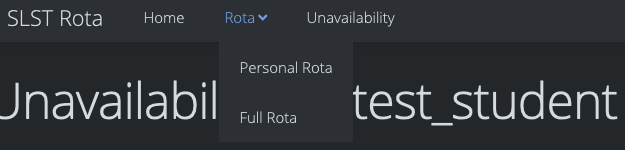 SLST Rota Home Rota Unavailability
Personal Rota
Unavailabil test_student
Full Rota